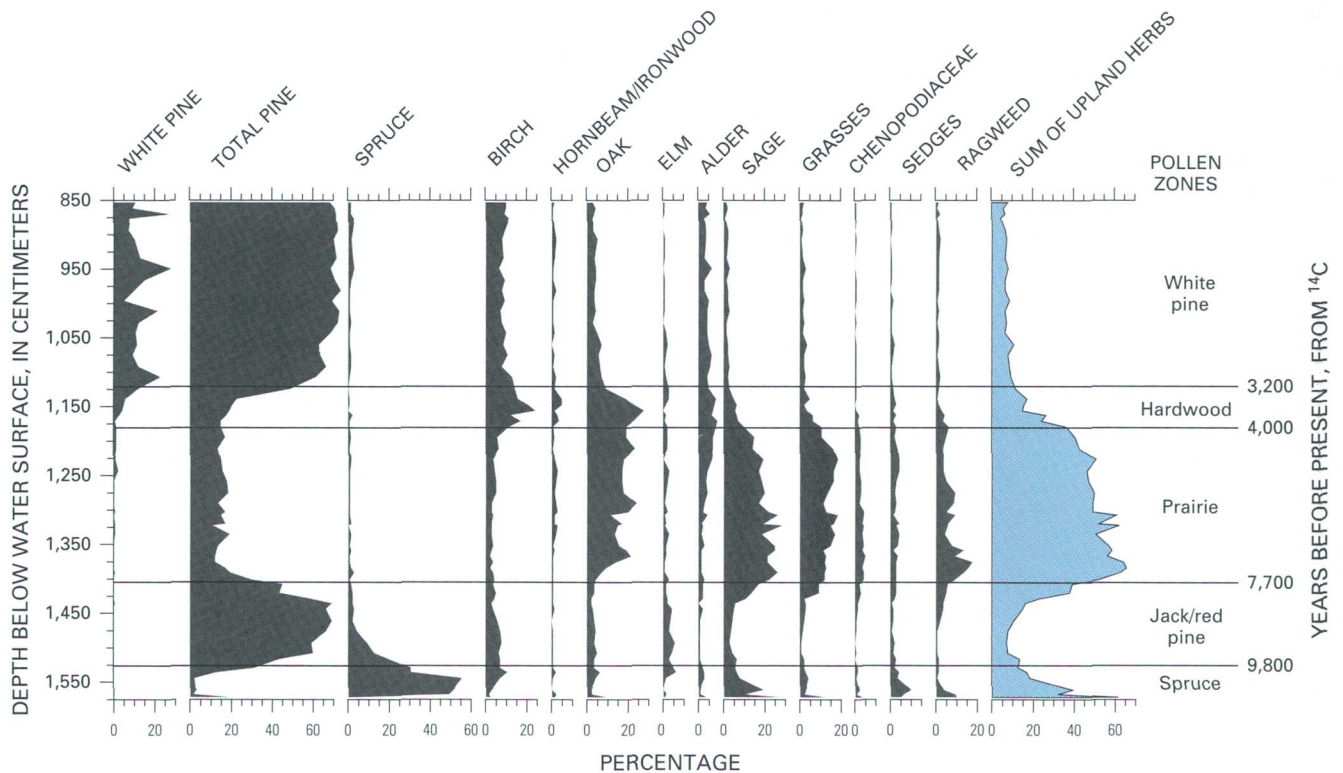 WHITE PINE
TOTAL PINE
SPRUCE
BIRCH
HORNBEAM/IRONWOOD
OAK
ELM
ALDER
SAGE
GRASSES
CHENOPODIACEAE
SEDGES
RAGWEED
SUM OF UPLAND HERBS
POLLEN
ZONES
DEPTH BELOW WATER SURFACE, IN CENTIMETERS
850
950
1,050
1,150
1,250
1,350
1,450
1,550
White
pine
3,200
Hardwood
4,000
Prairie
7,700
Jack/red
pine
9,800
Spruce
YEARS BEFORE PRESENT, FROM ¹⁴C
0 20 0 20 40 60 0 20 40 60 0 20 0 0 20 0 0 0 20 0 20 0 0 0 20 0 20 40 60
PERCENTAGE